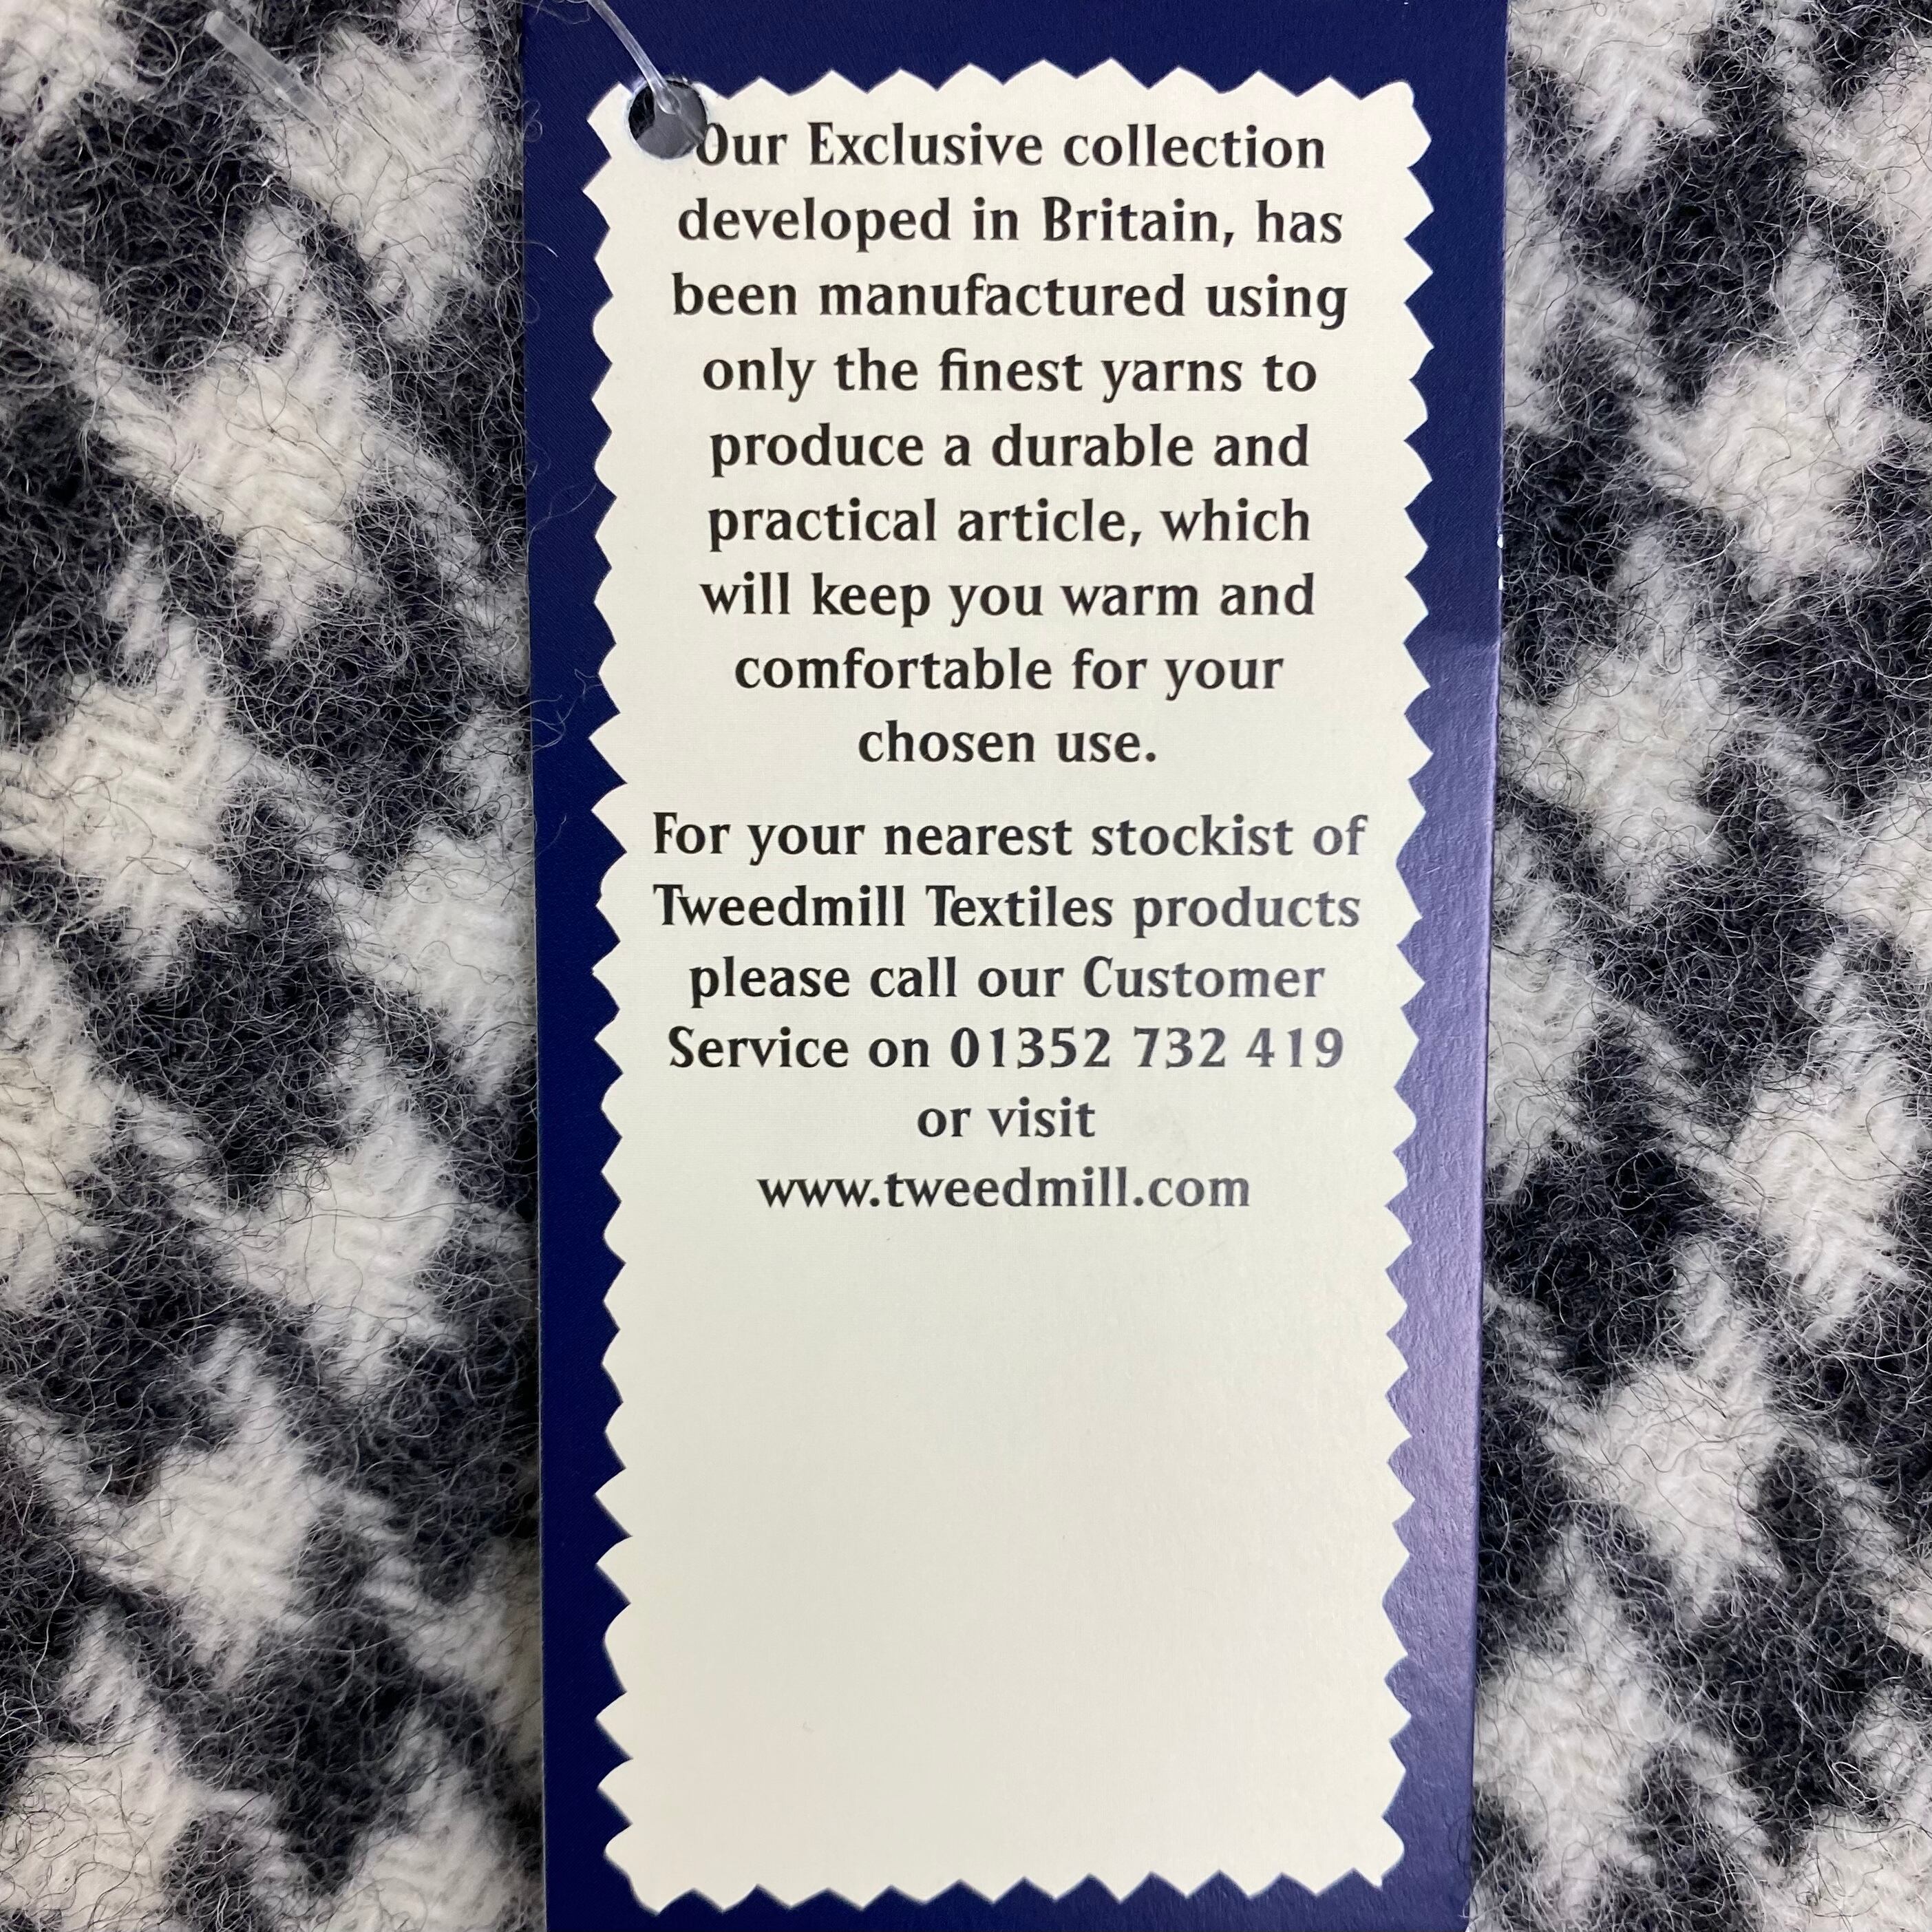 Our Exclusive collection
developed in Britain, has
been manufactured using
only the finest yarns to
produce a durable and
practical article, which
will keep you warm and
comfortable for your
chosen use.
For your nearest stockist of
Tweedmill Textiles products
please call our Customer
Service on 01352 732 419
or visit
www.tweedmill.com